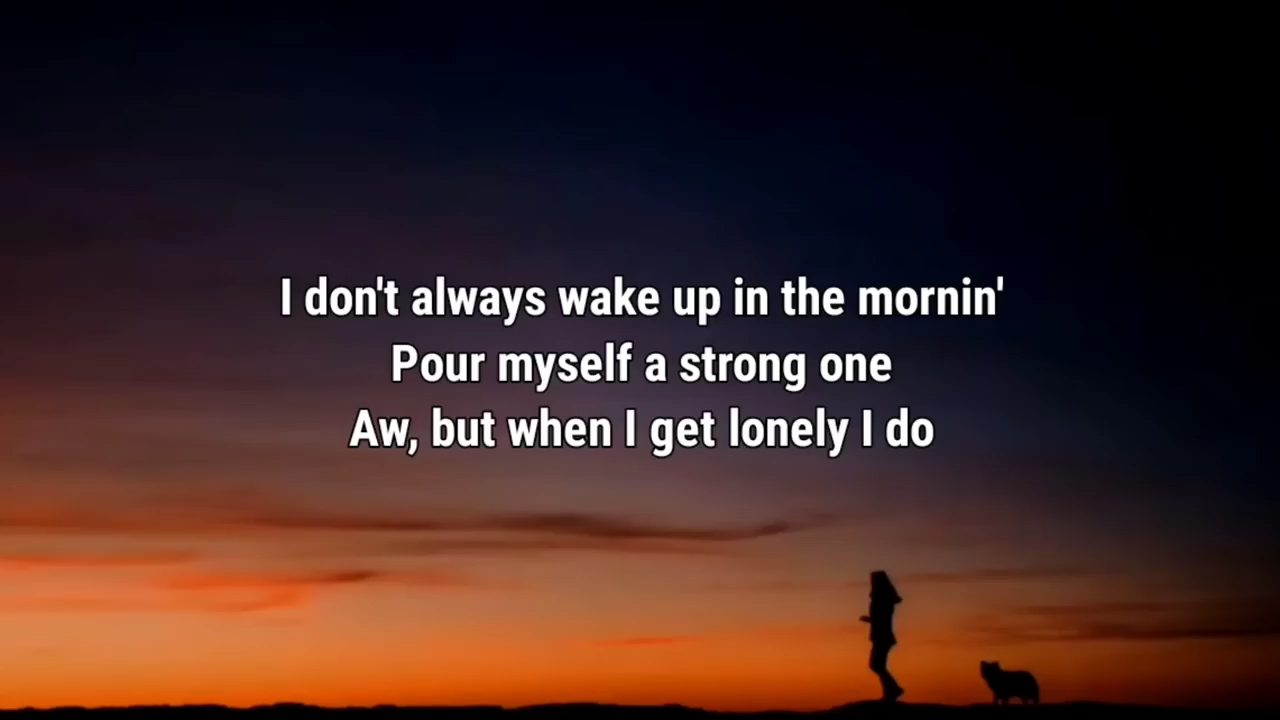 I don't always wake up in the mornin'
Pour myself a strong one
Aw, but when I get lonely I do